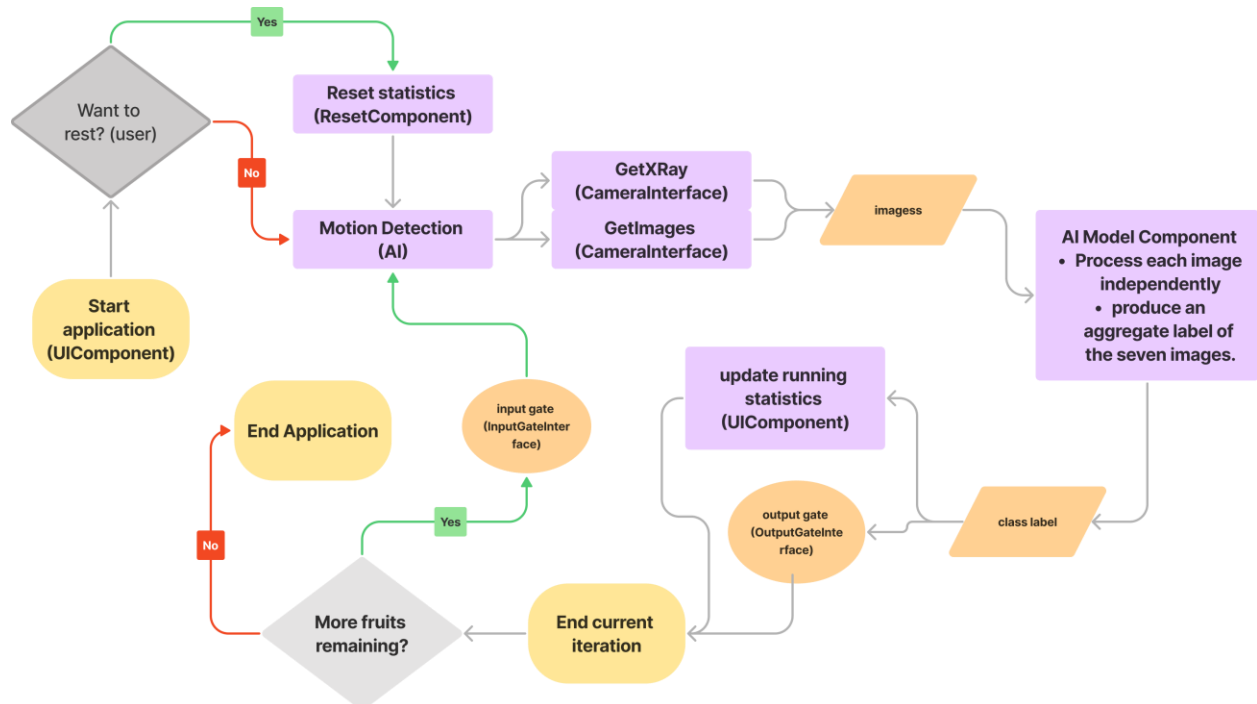 Yes
Want to
rest? (user)
No
Reset statistics
(ResetComponent)
Motion Detection
(AI)
GetXRay
(CameraInterface)
GetImages
(CameraInterface)
imagess
AI Model Component
• Process each image
independently
• produce an
aggregate label of
the seven images.
Start
application
(UIComponent)
update running
statistics
(UIComponent)
End Application
input gate
(InputGateInter
face)
output gate
(OutputGateInte
rface)
class label
Yes
No
More fruits
remaining?
End current
iteration